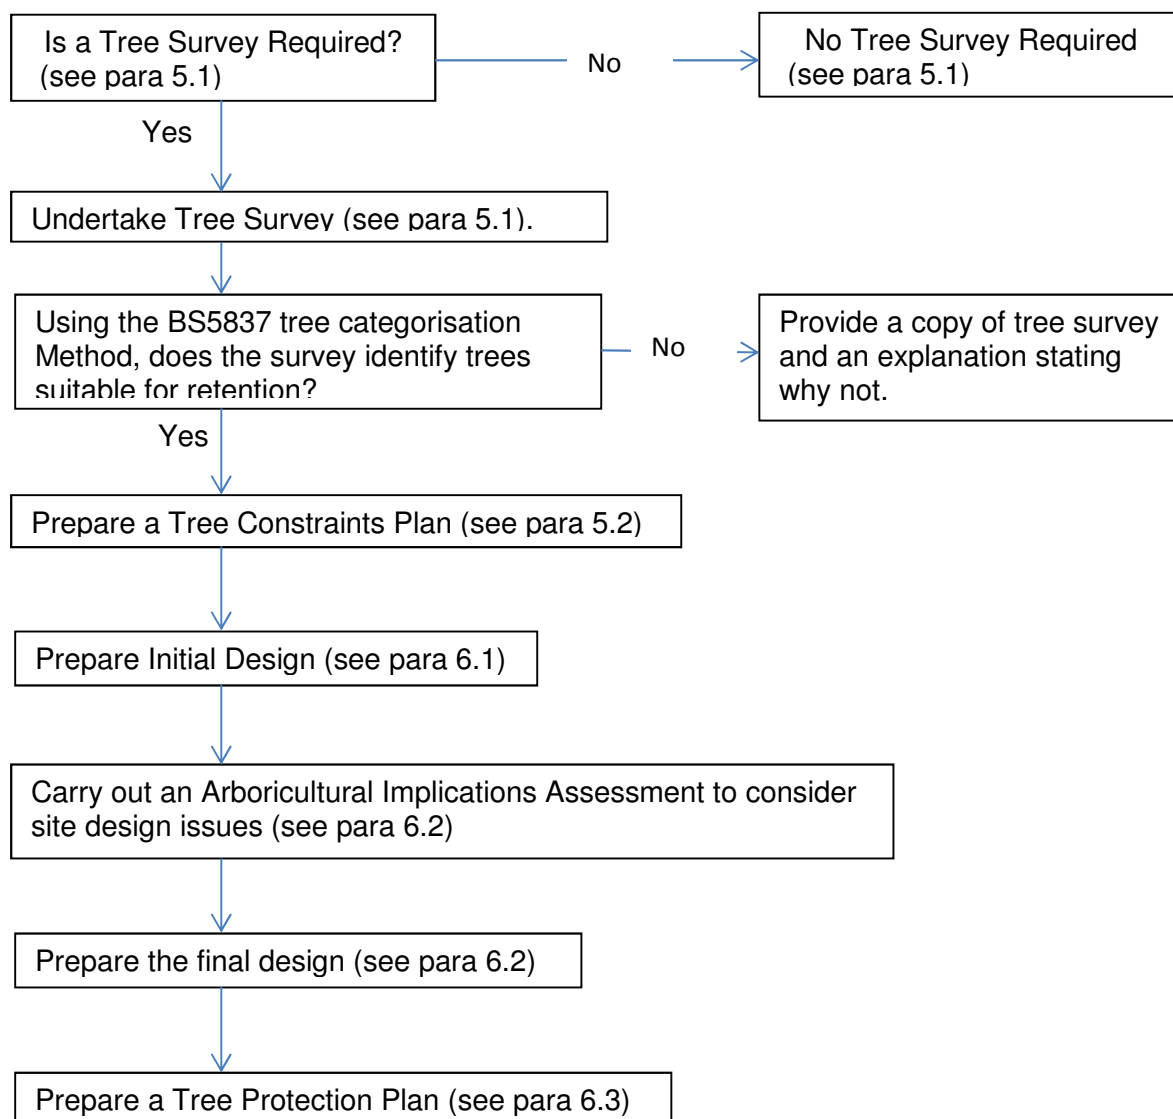 Is a Tree Survey Required?
(see para 5.1)
No
No Tree Survey Required
(see para 5.1)
Yes
Undertake Tree Survey (see para 5.1).
Using the BS5837 tree categorisation
Method, does the survey identify trees
suitable for retention?
No
Provide a copy of tree survey
and an explanation stating
why not.
Yes
Prepare a Tree Constraints Plan (see para 5.2)
Prepare Initial Design (see para 6.1)
Carry out an Arboricultural Implications Assessment to consider
site design issues (see para 6.2)
Prepare the final design (see para 6.2)
Prepare a Tree Protection Plan (see para 6.3)